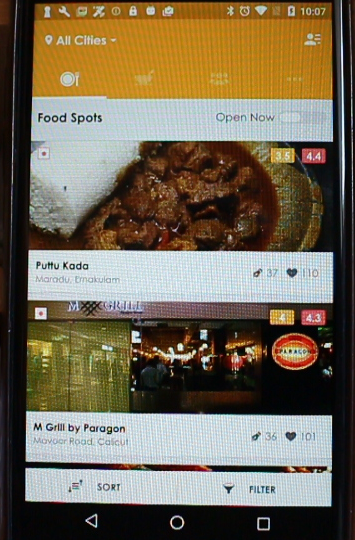 10:07
All Cities
Food Spots
Open Now
3.5 4.4
Puttu Kada
Maradu, Ernakulam
37 110
M GRILL
4 4.3
PARAGON
M Grill by Paragon
Mavoor Road, Calicut
36 101
SORT
FILTER